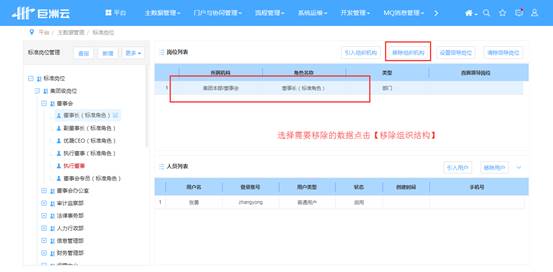 巨洲云 平台 主数据管理 门户与协同管理 流程管理 系统运维 开发管理 MQ消息管理
平台 / 主数据管理 / 标准岗位
标准岗位管理 查询 新增 更多
岗位列表 引入组织机构 移除组织机构 设置领导岗位 清除领导岗位
所属机构 角色名称 类型 直属领导岗位
1 集团本部/董事会 董事长（标准角色） 部门
标准岗位
集团级岗位
董事会
董事长（标准角色）
副董事长（标准角色）
优璐CEO（标准角色）
执行董事（标准角色）
执行董事
董事会专员（标准角色）
董事会办公室
审计监察部
法律事务部
人力行政部
信息管理部
财务管理部
选择需要移除的数据点击【移除组织结构】
人员列表 引入用户 移除用户
用户名 登录账号 用户类型 状态 创建时间 手机号
1 张勇 zhangyong 普通用户 启用